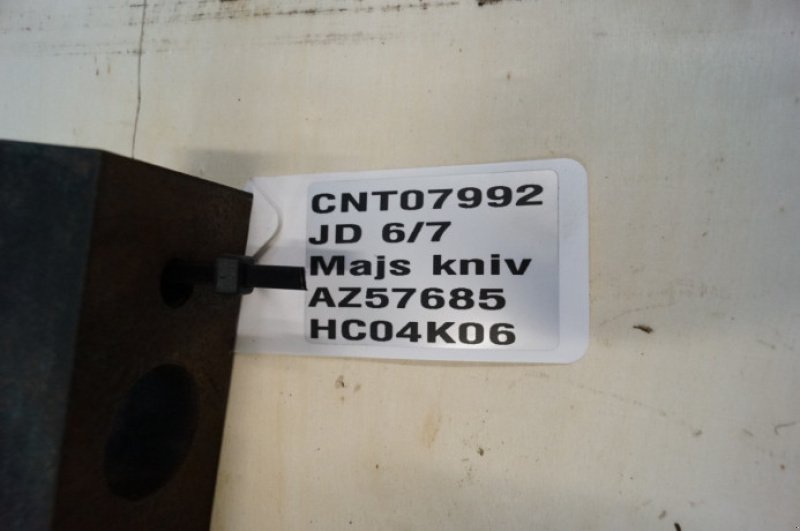 CNT07992
JD 6/7
Majs kniv
AZ57685
HC04K06